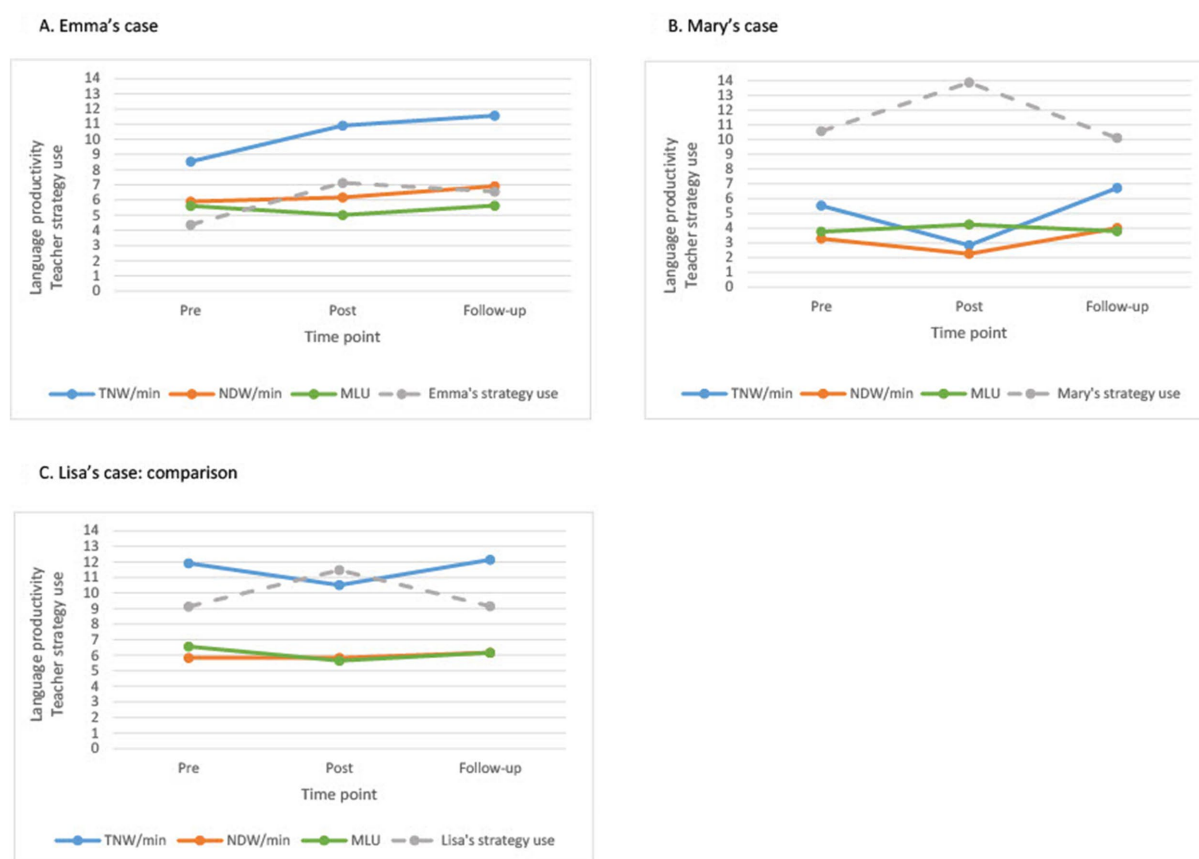 A. Emma's case
Language productivity
Teacher strategy use
14
13
12
11
10
9
8
7
6
5
4
3
2
1
0
Pre Post Follow-up
Time point
TNW/min NDW/min MLU Emma's strategy use
B. Mary's case
Language productivity
Teacher strategy use
14
13
12
11
10
9
8
7
6
5
4
3
2
1
0
Pre Post Follow-up
Time point
TNW/min NDW/min MLU Mary's strategy use
C. Lisa's case: comparison
Language productivity
Teacher strategy use
14
13
12
11
10
9
8
7
6
5
4
3
2
1
0
Pre Post Follow-up
Time point
TNW/min NDW/min MLU Lisa's strategy use